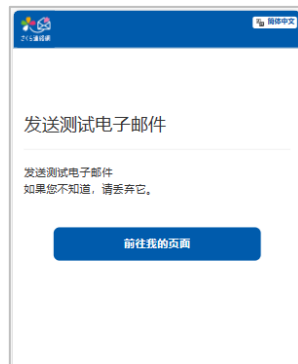 さくら連絡網
简体中文
发送测试电子邮件
发送测试电子邮件
如果您不知道，请丢弃它。
前往我的页面